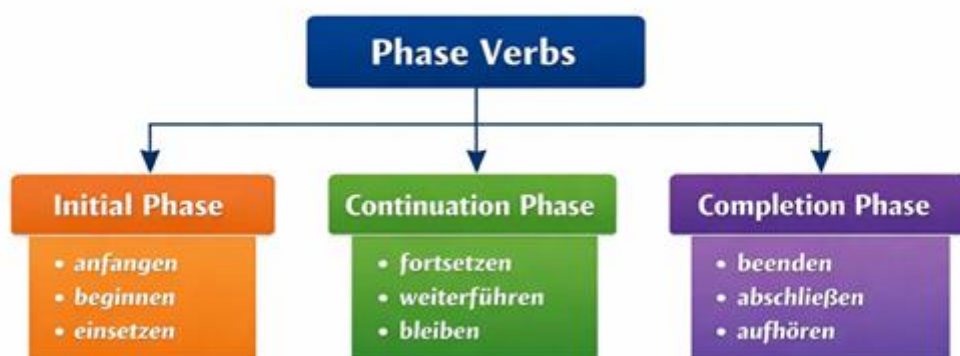 Phase Verbs
Initial Phase
• anfangen
• beginnen
• einsetzen
Continuation Phase
• fortsetzen
• weiterführen
• bleiben
Completion Phase
• beenden
• abschließen
• aufhören